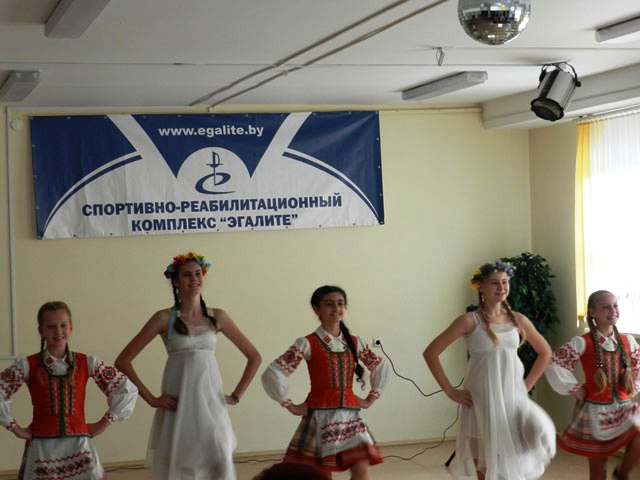 www.egalite.by
СПОРТИВНО-РЕАБИЛИТАЦИОННЫЙ
КОМПЛЕКС "ЭГАЛИТЕ"